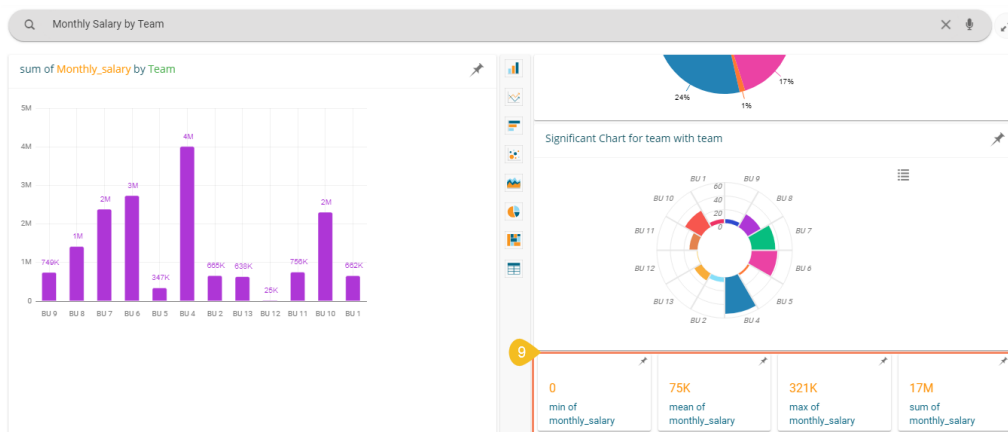 Monthly Salary by Team
sum of Monthly_salary by Team
5M
4M
3M
2M
1M
0
749K
1M
2M
3M
347K
4M
665K
638K
25K
756K
2M
662K
BU 9 BU 8 BU 7 BU 6 BU 5 BU 4 BU 2 BU 13 BU 12 BU 11 BU 10 BU 1
24%
1%
17%
Significant Chart for team with team
60
40
20
0
BU 1
BU 9
BU 10
BU 8
BU 11
BU 7
BU 12
BU 6
BU 13
BU 5
BU 2
BU 4
9
0
min of
monthly_salary
75K
mean of
monthly_salary
321K
max of
monthly_salary
17M
sum of
monthly_salary